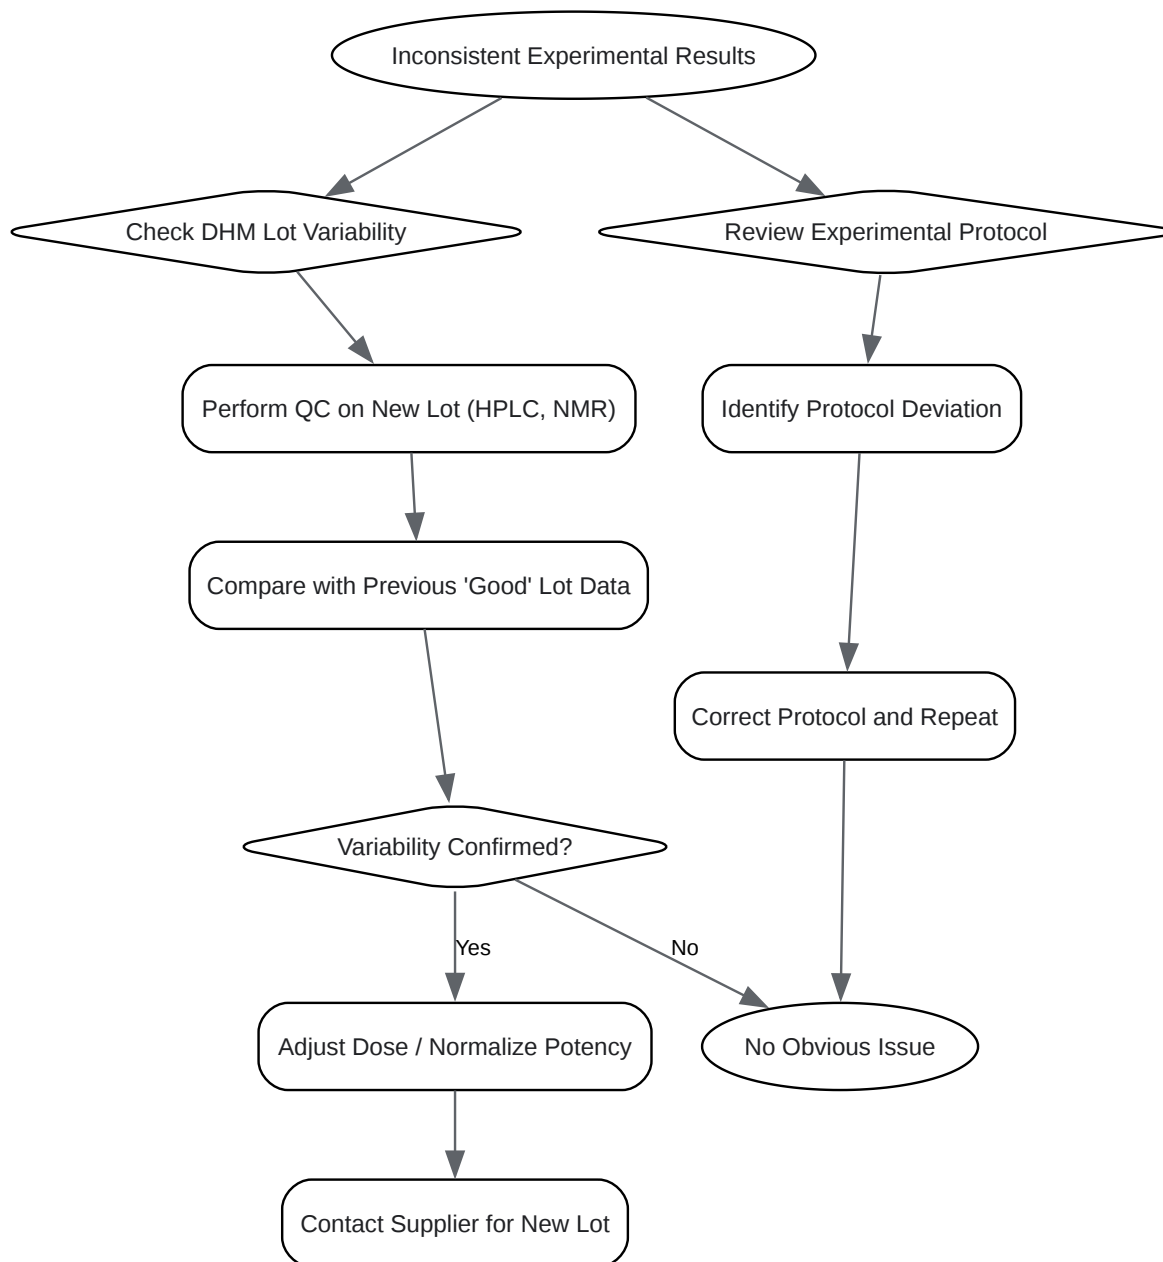 Inconsistent Experimental Results
Check DHM Lot Variability
Review Experimental Protocol
Perform QC on New Lot (HPLC, NMR)
Identify Protocol Deviation
Compare with Previous 'Good' Lot Data
Correct Protocol and Repeat
Variability Confirmed?
Yes
No
Adjust Dose / Normalize Potency
No Obvious Issue
Contact Supplier for New Lot